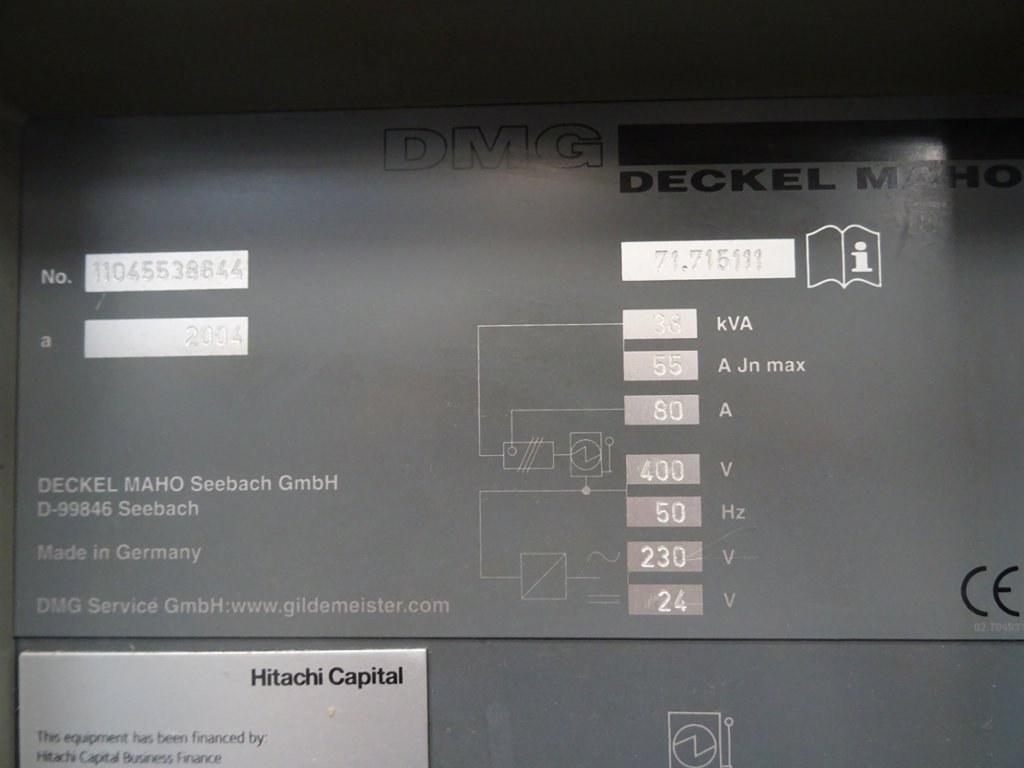 DMG
DECKEL MAHO
No. 11045538644
71.715111
i
a 2004
38 kVA
55 A Jn max
80 A
400 V
50 Hz
230 V
24 V
DECKEL MAHO Seebach GmbH
D-99846 Seebach
Made in Germany
DMG Service GmbH:www.gildemeister.com
CE
Hitachi Capital
This equipment has been financed by:
Hitachi Capital Business Finance